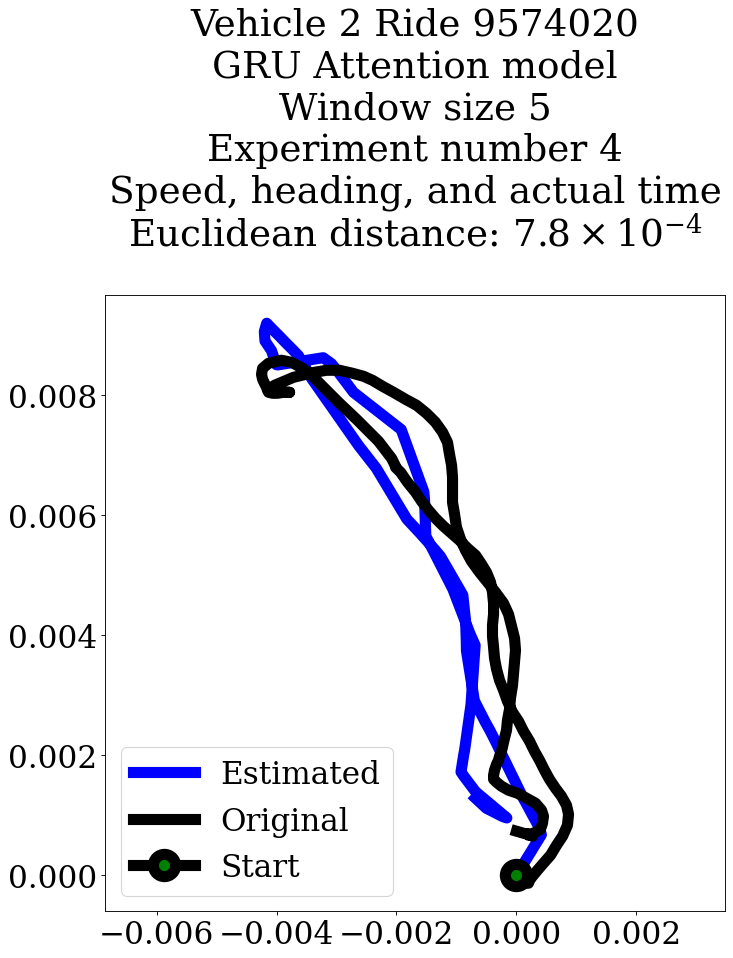 Vehicle 2 Ride 9574020
GRU Attention model
Window size 5
Experiment number 4
Speed, heading, and actual time
Euclidean distance: 7.8 × 10⁻⁴
0.008
0.006
0.004
0.002
0.000
Estimated
Original
Start
−0.006 −0.004 −0.002 0.000 0.002